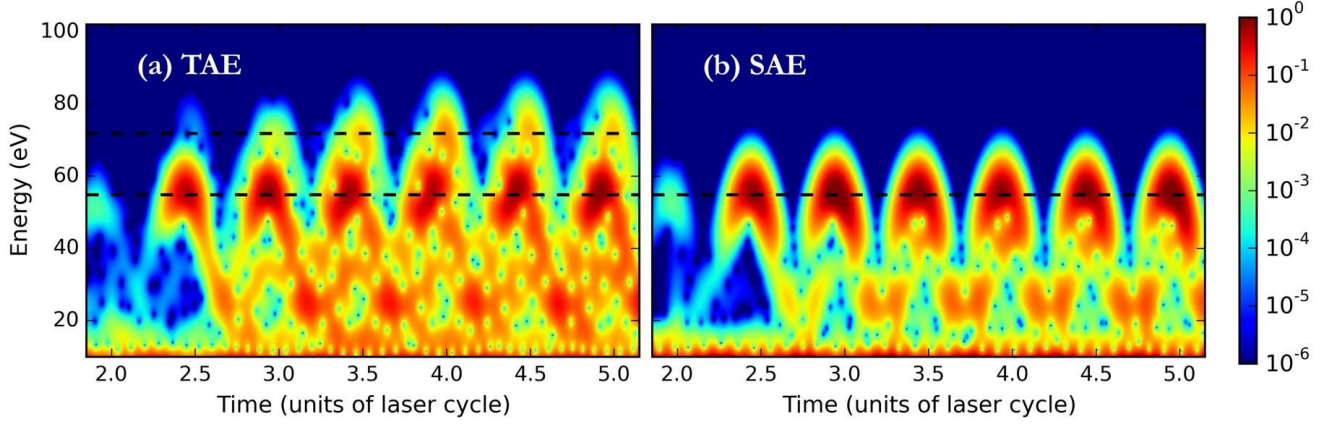 (a) TAE
(b) SAE
Energy (eV)
100
80
60
40
20
2.0 2.5 3.0 3.5 4.0 4.5 5.0
2.0 2.5 3.0 3.5 4.0 4.5 5.0
Time (units of laser cycle)
Time (units of laser cycle)
10⁰
10⁻¹
10⁻²
10⁻³
10⁻⁴
10⁻⁵
10⁻⁶